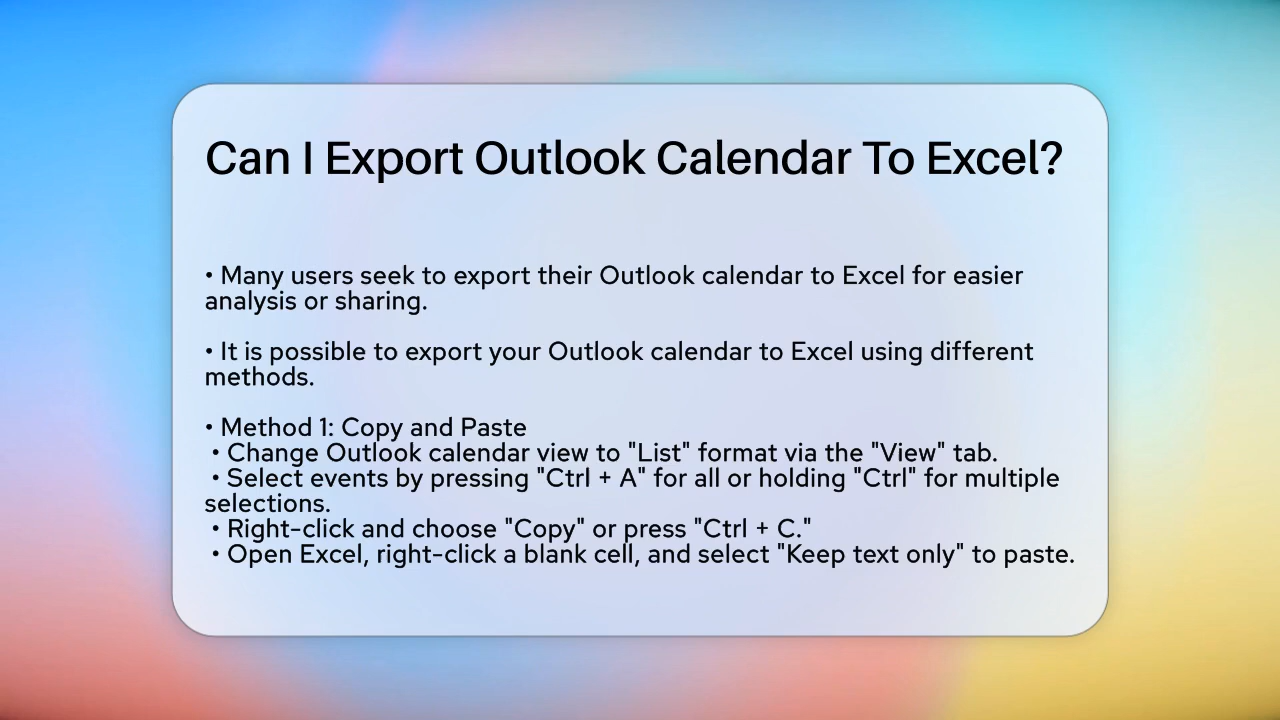 Can I Export Outlook Calendar To Excel?
• Many users seek to export their Outlook calendar to Excel for easier
analysis or sharing.
• It is possible to export your Outlook calendar to Excel using different
methods.
• Method 1: Copy and Paste
• Change Outlook calendar view to "List" format via the "View" tab.
• Select events by pressing "Ctrl + A" for all or holding "Ctrl" for multiple
selections.
• Right-click and choose "Copy" or press "Ctrl + C."
• Open Excel, right-click a blank cell, and select "Keep text only" to paste.